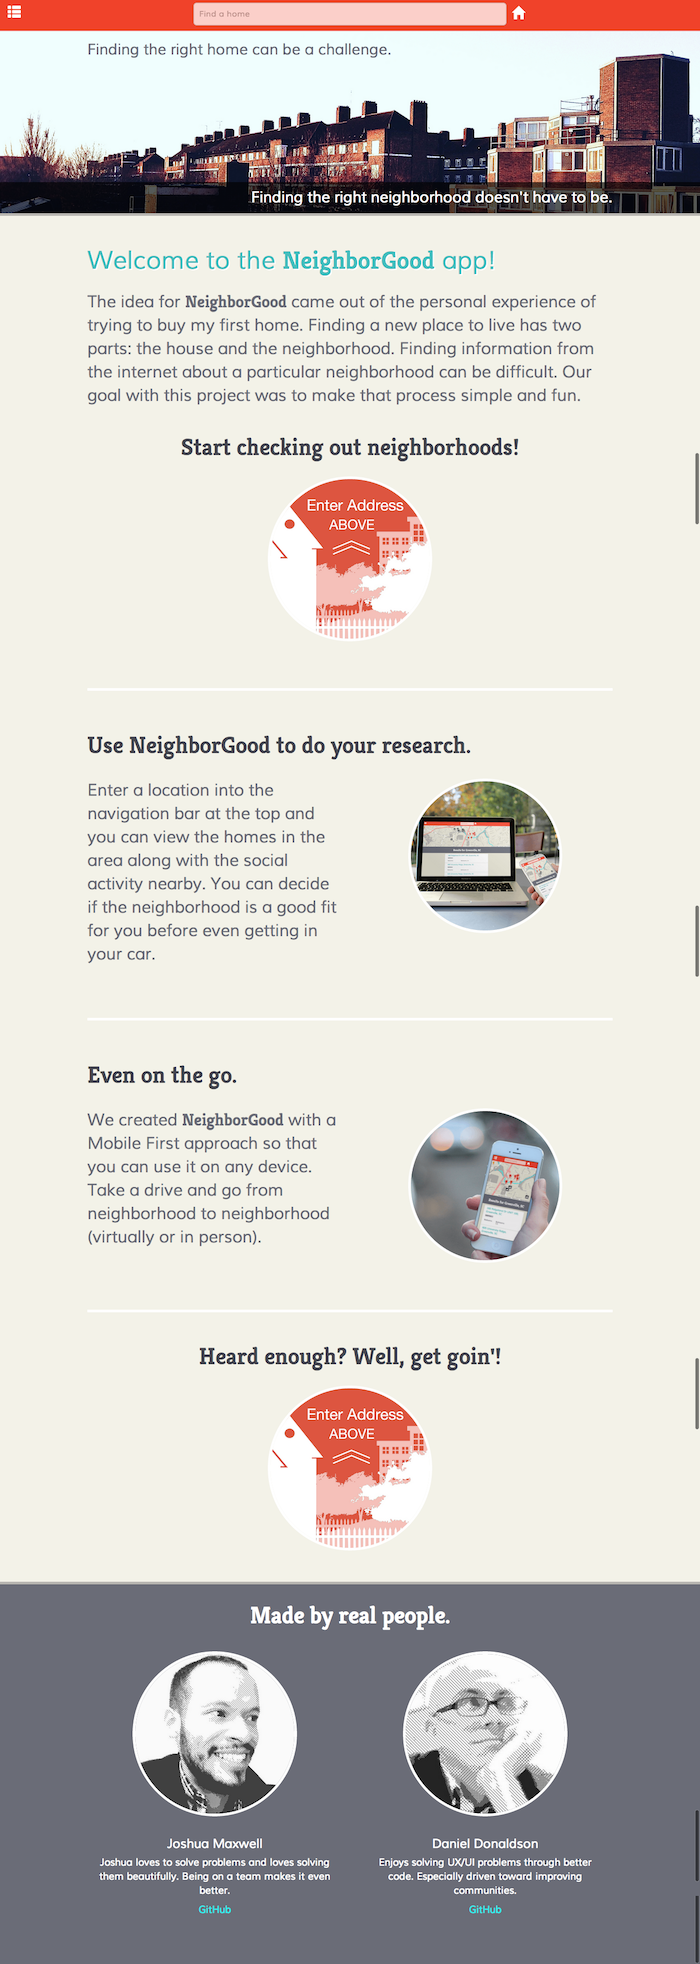 Find a home
Finding the right home can be a challenge.
Finding the right neighborhood doesn't have to be.
Welcome to the NeighborGood app!
The idea for NeighborGood came out of the personal experience of
trying to buy my first home. Finding a new place to live has two
parts: the house and the neighborhood. Finding information from
the internet about a particular neighborhood can be difficult. Our
goal with this project was to make that process simple and fun.
Start checking out neighborhoods!
Enter Address
ABOVE
Use NeighborGood to do your research.
Enter a location into the
navigation bar at the top and
you can view the homes in the
area along with the social
activity nearby. You can decide
if the neighborhood is a good fit
for you before even getting in
your car.
Even on the go.
We created NeighborGood with a
Mobile First approach so that
you can use it on any device.
Take a drive and go from
neighborhood to neighborhood
(virtually or in person).
Heard enough? Well, get goin'!
Enter Address
ABOVE
Made by real people.
Joshua Maxwell
Joshua loves to solve problems and loves solving
them beautifully. Being on a team makes it even
better.
GitHub
Daniel Donaldson
Enjoys solving UX/UI problems through better
code. Especially driven toward improving
communities.
GitHub